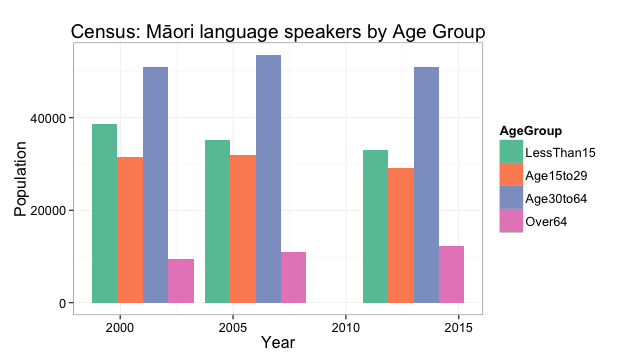 Census: Māori language speakers by Age Group
Population
40000
20000
0
2000
2005
2010
2015
Year
AgeGroup
LessThan15
Age15to29
Age30to64
Over64